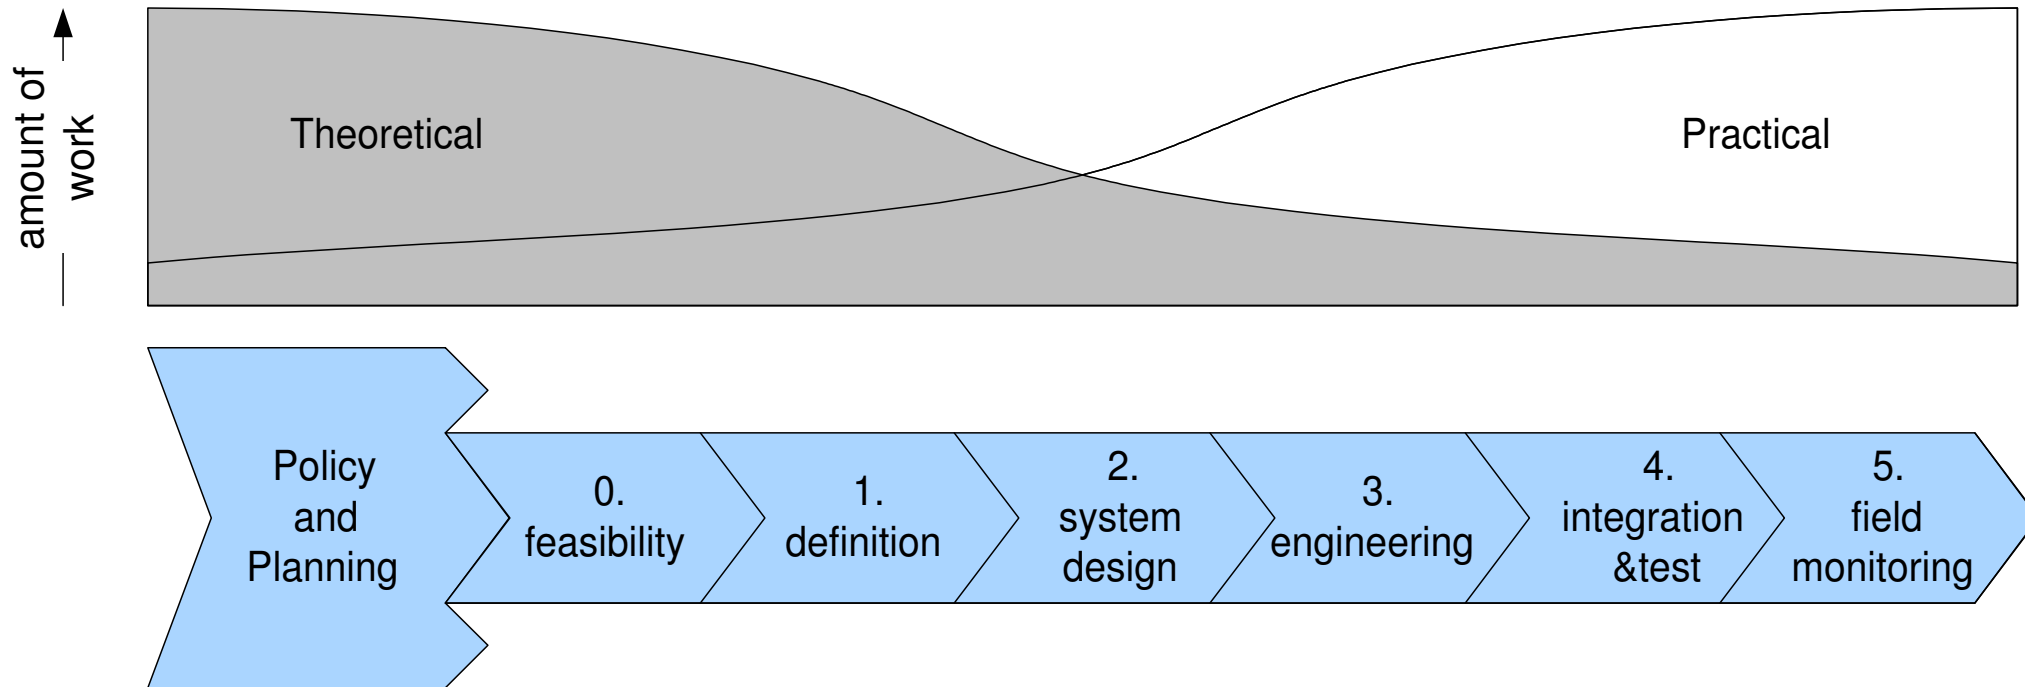 amount of
work
Theoretical
Practical
Policy
and
Planning
0.
feasibility
1.
definition
2.
system
design
3.
engineering
4.
integration
&test
5.
field
monitoring